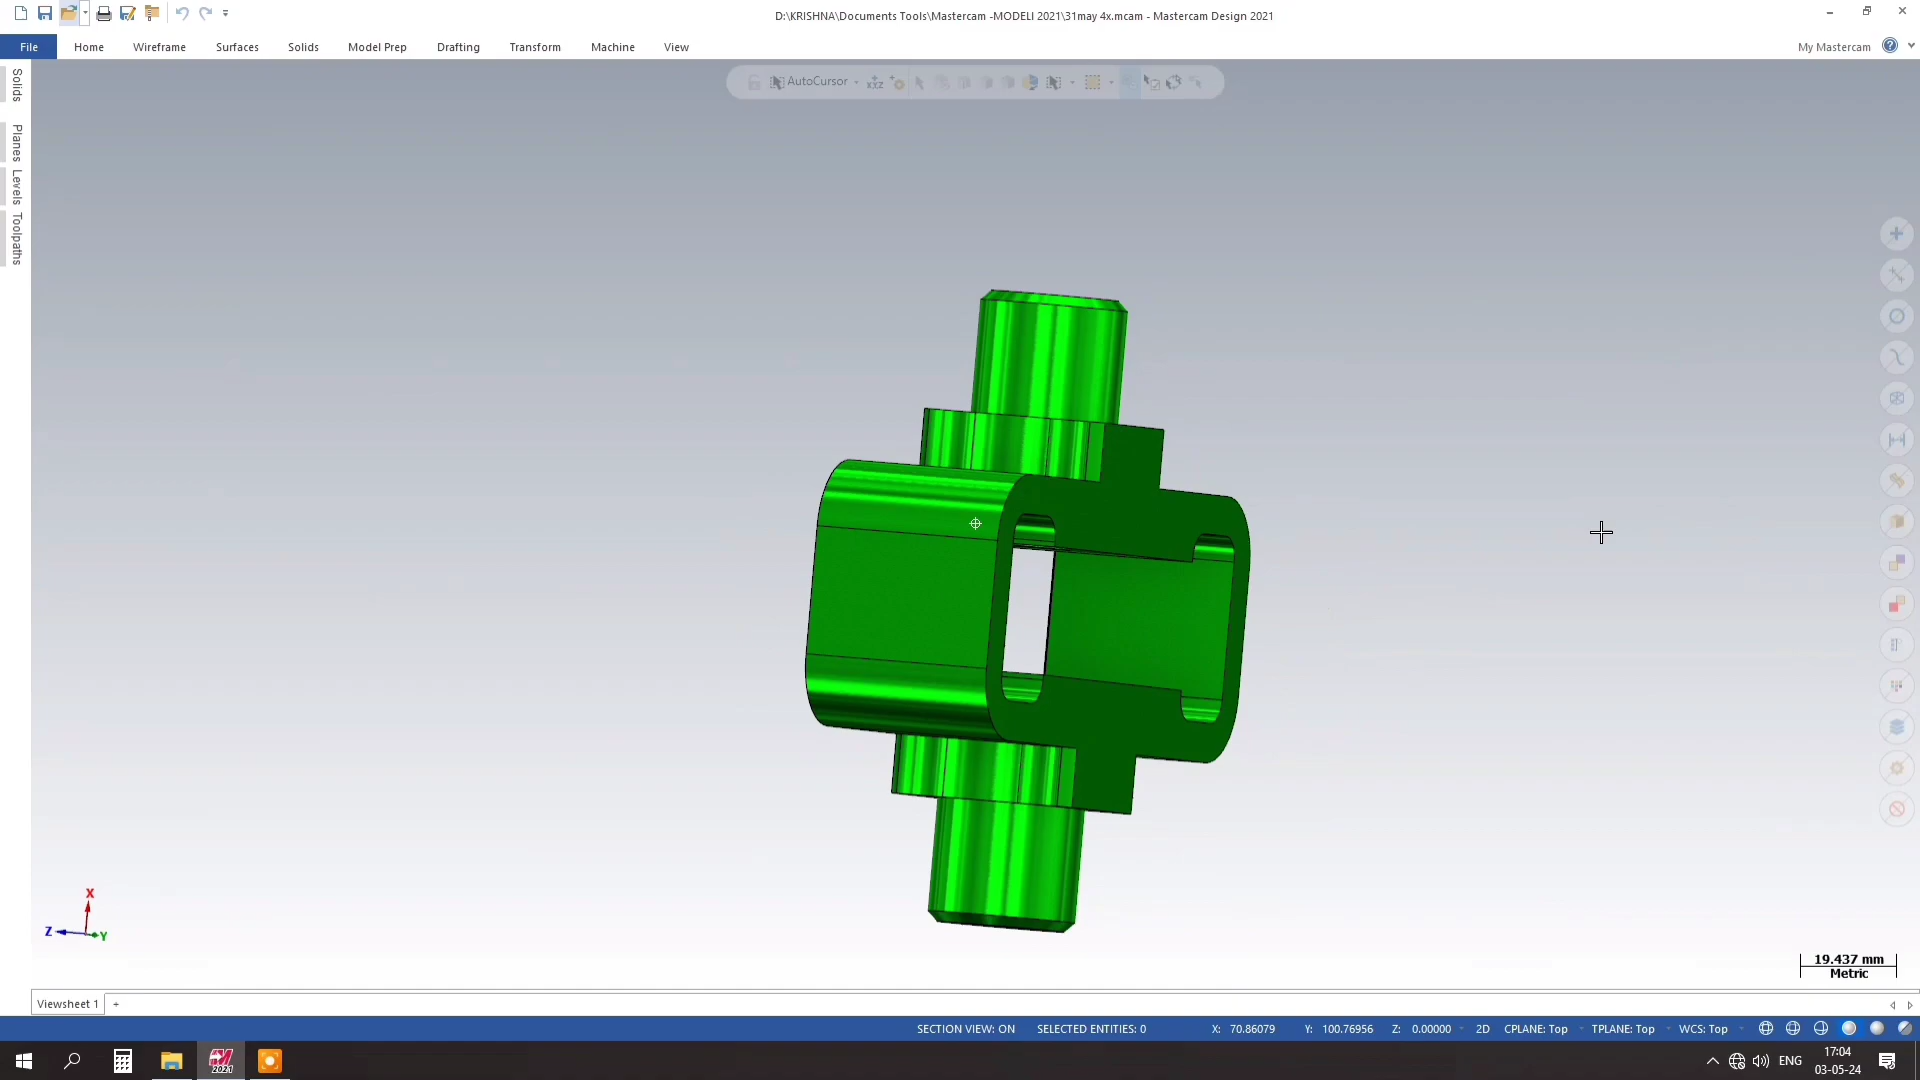 D:\KRISHNA\Documents Tools\Mastercam -MODELI 2021\31may 4x.mcam - Mastercam Design 2021
File Home Wireframe Surfaces Solids Model Prep Drafting Transform Machine View My Mastercam
AutoCursor
Solids
Planes
Levels
Toolpaths
X
Z
Y
19.437 mm
Metric
Viewsheet 1 +
SECTION VIEW: ON SELECTED ENTITIES: 0 X: 70.86079 Y: 100.76956 Z: 0.00000 2D CPLANE: Top TPLANE: Top WCS: Top
2021
ENG
17:04
03-05-24